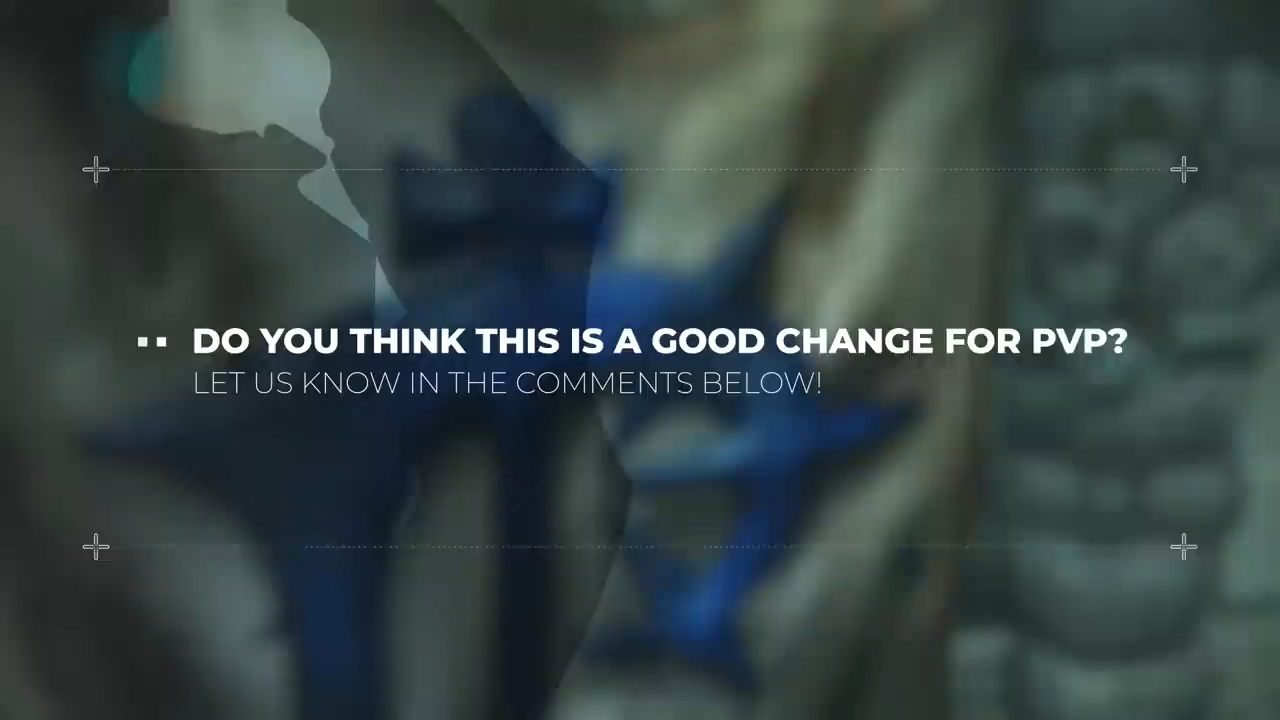 DO YOU THINK THIS IS A GOOD CHANGE FOR PVP?
LET US KNOW IN THE COMMENTS BELOW!